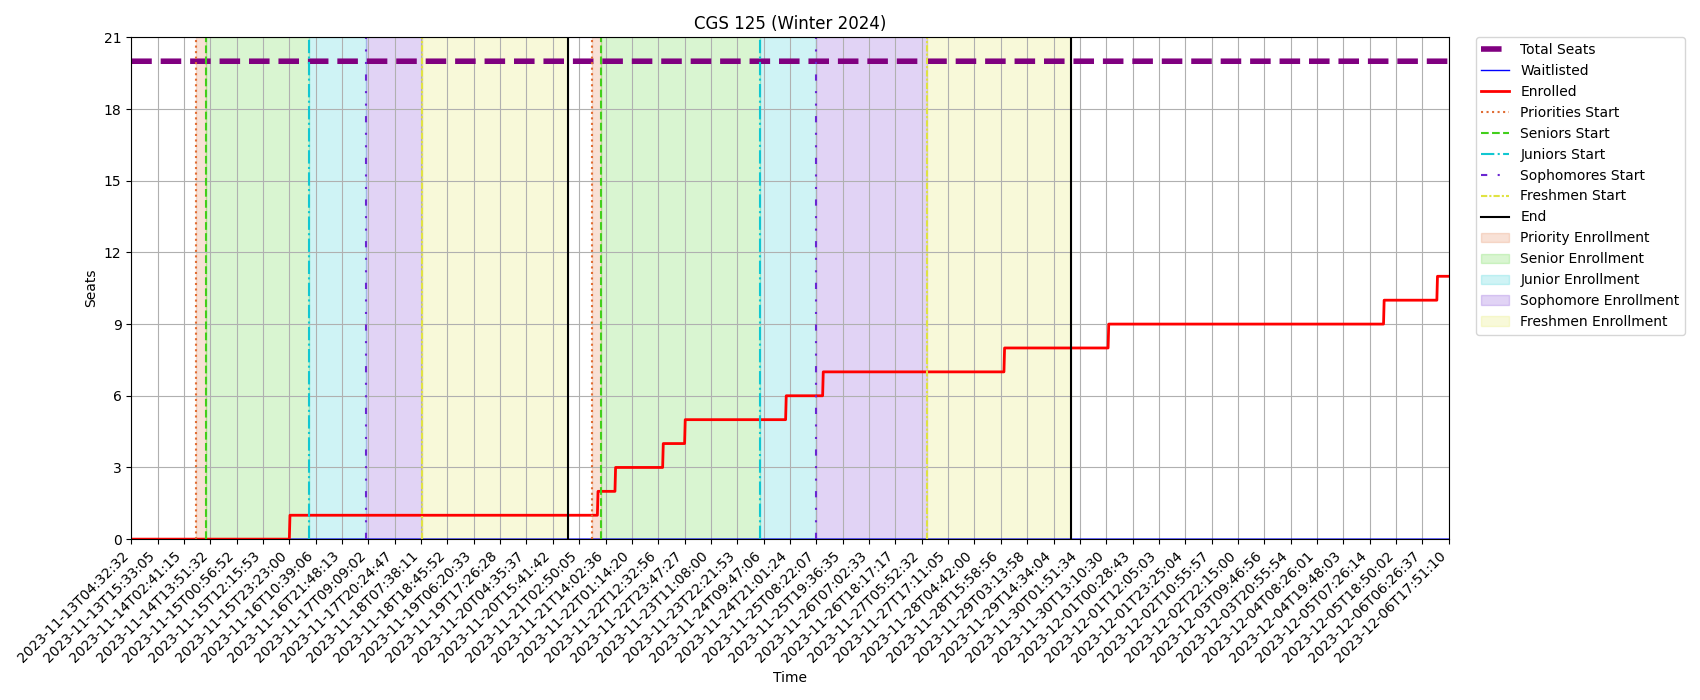 CGS 125 (Winter 2024)
21
18
15
12
9
6
3
0
Seats
2023-11-13T04:32:32
2023-11-13T15:33:05
2023-11-14T02:41:15
2023-11-14T13:51:32
2023-11-15T00:56:52
2023-11-15T12:15:53
2023-11-15T23:23:00
2023-11-16T10:39:06
2023-11-16T21:48:13
2023-11-17T09:09:02
2023-11-17T20:24:47
2023-11-18T07:38:11
2023-11-18T18:45:52
2023-11-19T06:20:33
2023-11-19T17:26:28
2023-11-20T04:35:37
2023-11-20T15:41:42
2023-11-21T02:50:05
2023-11-21T14:02:36
2023-11-22T01:14:20
2023-11-22T12:32:56
2023-11-22T23:47:27
2023-11-23T11:08:00
2023-11-23T22:21:53
2023-11-24T09:47:06
2023-11-24T21:01:24
2023-11-25T08:22:07
2023-11-25T19:36:35
2023-11-26T07:02:33
2023-11-26T18:17:17
2023-11-27T05:52:32
2023-11-27T17:11:05
2023-11-28T04:42:00
2023-11-28T15:58:56
2023-11-29T03:13:58
2023-11-29T14:34:04
2023-11-30T01:51:34
2023-11-30T13:10:30
2023-12-01T00:28:43
2023-12-01T12:05:03
2023-12-01T23:25:04
2023-12-02T10:55:57
2023-12-02T22:15:00
2023-12-03T09:46:56
2023-12-03T20:55:54
2023-12-04T08:26:01
2023-12-04T19:48:03
2023-12-05T07:26:14
2023-12-05T18:50:02
2023-12-06T06:26:37
2023-12-06T17:51:10
Time
Total Seats
Waitlisted
Enrolled
Priorities Start
Seniors Start
Juniors Start
Sophomores Start
Freshmen Start
End
Priority Enrollment
Senior Enrollment
Junior Enrollment
Sophomore Enrollment
Freshmen Enrollment